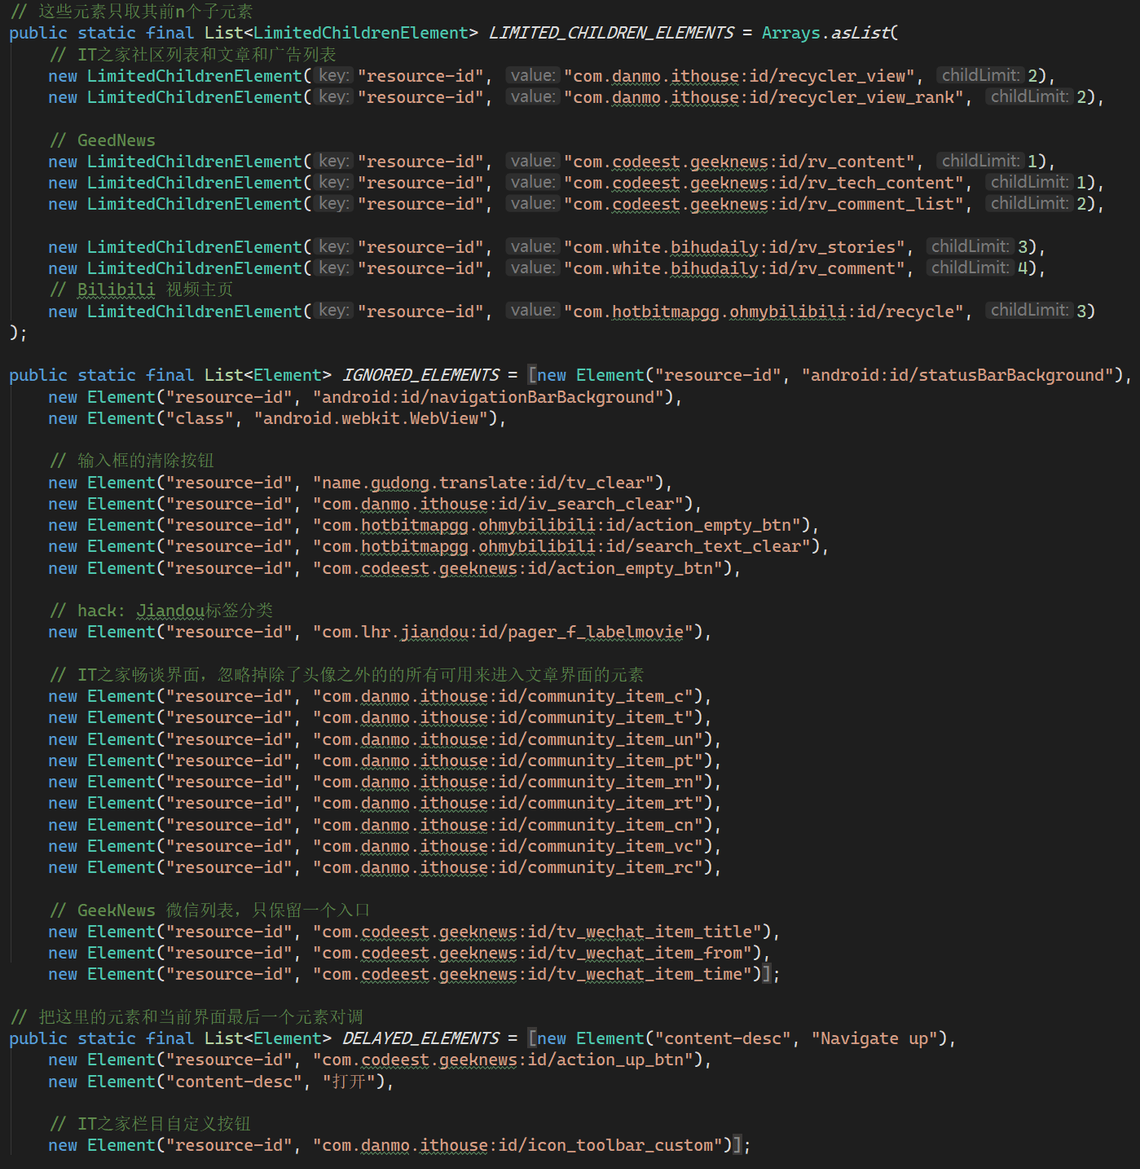 // 这些元素只取其前n个子元素
public static final List<LimitedChildrenElement> LIMITED_CHILDREN_ELEMENTS = Arrays.asList(
// IT之家社区列表和文章和广告列表
new LimitedChildrenElement( key: "resource-id", value: "com.danmo.ithouse:id/recycler_view", childLimit: 2),
new LimitedChildrenElement( key: "resource-id", value: "com.danmo.ithouse:id/recycler_view_rank", childLimit: 2),
// GeedNews
new LimitedChildrenElement( key: "resource-id", value: "com.codeest.geeknews:id/rv_content", childLimit: 1),
new LimitedChildrenElement( key: "resource-id", value: "com.codeest.geeknews:id/rv_tech_content", childLimit: 1),
new LimitedChildrenElement( key: "resource-id", value: "com.codeest.geeknews:id/rv_comment_list", childLimit: 2),
new LimitedChildrenElement( key: "resource-id", value: "com.white.bihudaily:id/rv_stories", childLimit: 3),
new LimitedChildrenElement( key: "resource-id", value: "com.white.bihudaily:id/rv_comment", childLimit: 4),
// Bilibili 视频主页
new LimitedChildrenElement( key: "resource-id", value: "com.hotbitmapgg.ohmybilibili:id/recycle", childLimit: 3)
);
public static final List<Element> IGNORED_ELEMENTS = [new Element("resource-id", "android:id/statusBarBackground"),
new Element("resource-id", "android:id/navigationBarBackground"),
new Element("class", "android.webkit.WebView"),
// 输入框的清除按钮
new Element("resource-id", "name.gudong.translate:id/tv_clear"),
new Element("resource-id", "com.danmo.ithouse:id/iv_search_clear"),
new Element("resource-id", "com.hotbitmapgg.ohmybilibili:id/action_empty_btn"),
new Element("resource-id", "com.hotbitmapgg.ohmybilibili:id/search_text_clear"),
new Element("resource-id", "com.codeest.geeknews:id/action_empty_btn"),
// hack: Jiandou标签分类
new Element("resource-id", "com.lhr.jiandou:id/pager_f_labelmovie"),
// IT之家畅谈界面，忽略掉除了头像之外的的所有可用来进入文章界面的元素
new Element("resource-id", "com.danmo.ithouse:id/community_item_c"),
new Element("resource-id", "com.danmo.ithouse:id/community_item_t"),
new Element("resource-id", "com.danmo.ithouse:id/community_item_un"),
new Element("resource-id", "com.danmo.ithouse:id/community_item_pt"),
new Element("resource-id", "com.danmo.ithouse:id/community_item_rn"),
new Element("resource-id", "com.danmo.ithouse:id/community_item_rt"),
new Element("resource-id", "com.danmo.ithouse:id/community_item_cn"),
new Element("resource-id", "com.danmo.ithouse:id/community_item_vc"),
new Element("resource-id", "com.danmo.ithouse:id/community_item_rc"),
// GeekNews 微信列表，只保留一个入口
new Element("resource-id", "com.codeest.geeknews:id/tv_wechat_item_title"),
new Element("resource-id", "com.codeest.geeknews:id/tv_wechat_item_from"),
new Element("resource-id", "com.codeest.geeknews:id/tv_wechat_item_time")];
// 把这里的元素和当前界面最后一个元素对调
public static final List<Element> DELAYED_ELEMENTS = [new Element("content-desc", "Navigate up"),
new Element("resource-id", "com.codeest.geeknews:id/action_up_btn"),
new Element("content-desc", "打开"),
// IT之家栏目自定义按钮
new Element("resource-id", "com.danmo.ithouse:id/icon_toolbar_custom")];